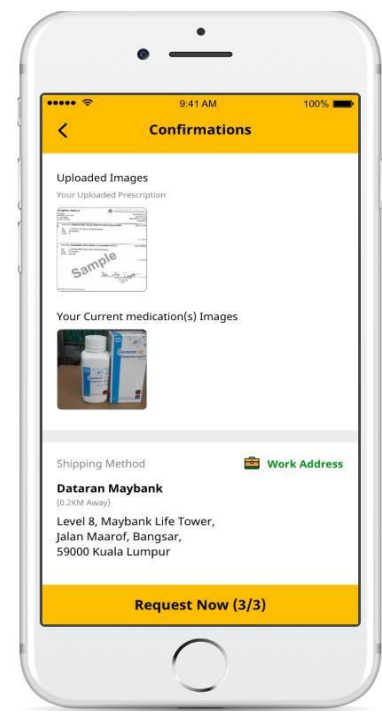 9:41 AM
100%
Confirmations
Uploaded Images
Your Uploaded Prescription
Sample
Your Current medication(s) Images
Shipping Method
Work Address
Dataran Maybank
(0.2KM Away)
Level 8, Maybank Life Tower,
Jalan Maarof, Bangsar,
59000 Kuala Lumpur
Request Now (3/3)